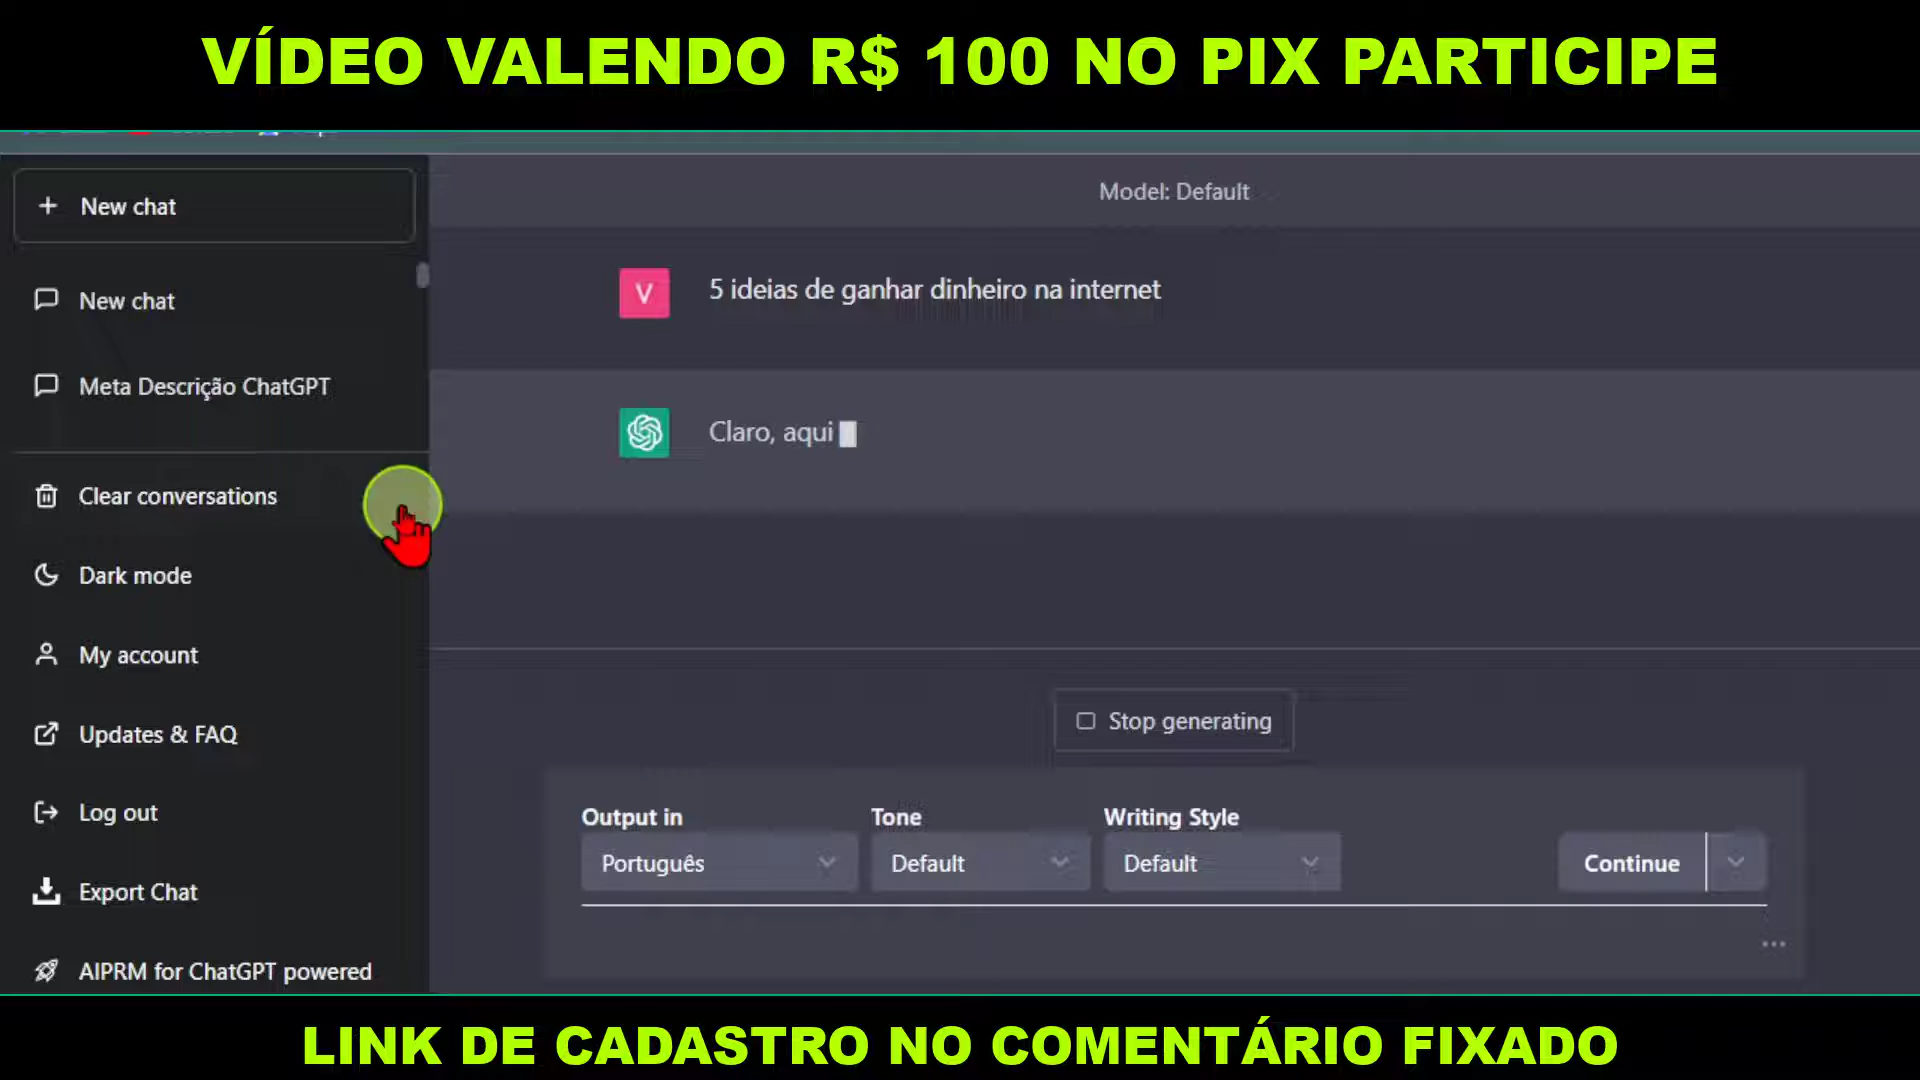 VÍDEO VALENDO R$ 100 NO PIX PARTICIPE
New chat
Model: Default
New chat
Meta Descrição ChatGPT
V
5 ideias de ganhar dinheiro na internet
Claro, aqui
Clear conversations
Dark mode
My account
Updates & FAQ
Log out
Export Chat
AIPRM for ChatGPT powered
Stop generating
Output in
Tone
Writing Style
Português
Default
Default
Continue
LINK DE CADASTRO NO COMENTÁRIO FIXADO